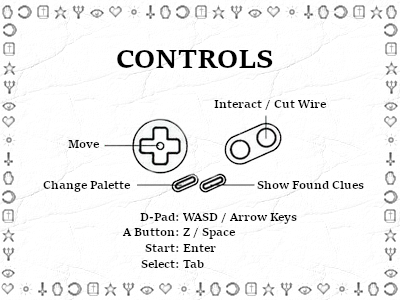 CONTROLS
Interact / Cut Wire
Move
Change Palette
Show Found Clues
D-Pad: WASD / Arrow Keys
A Button: Z / Space
Start: Enter
Select: Tab